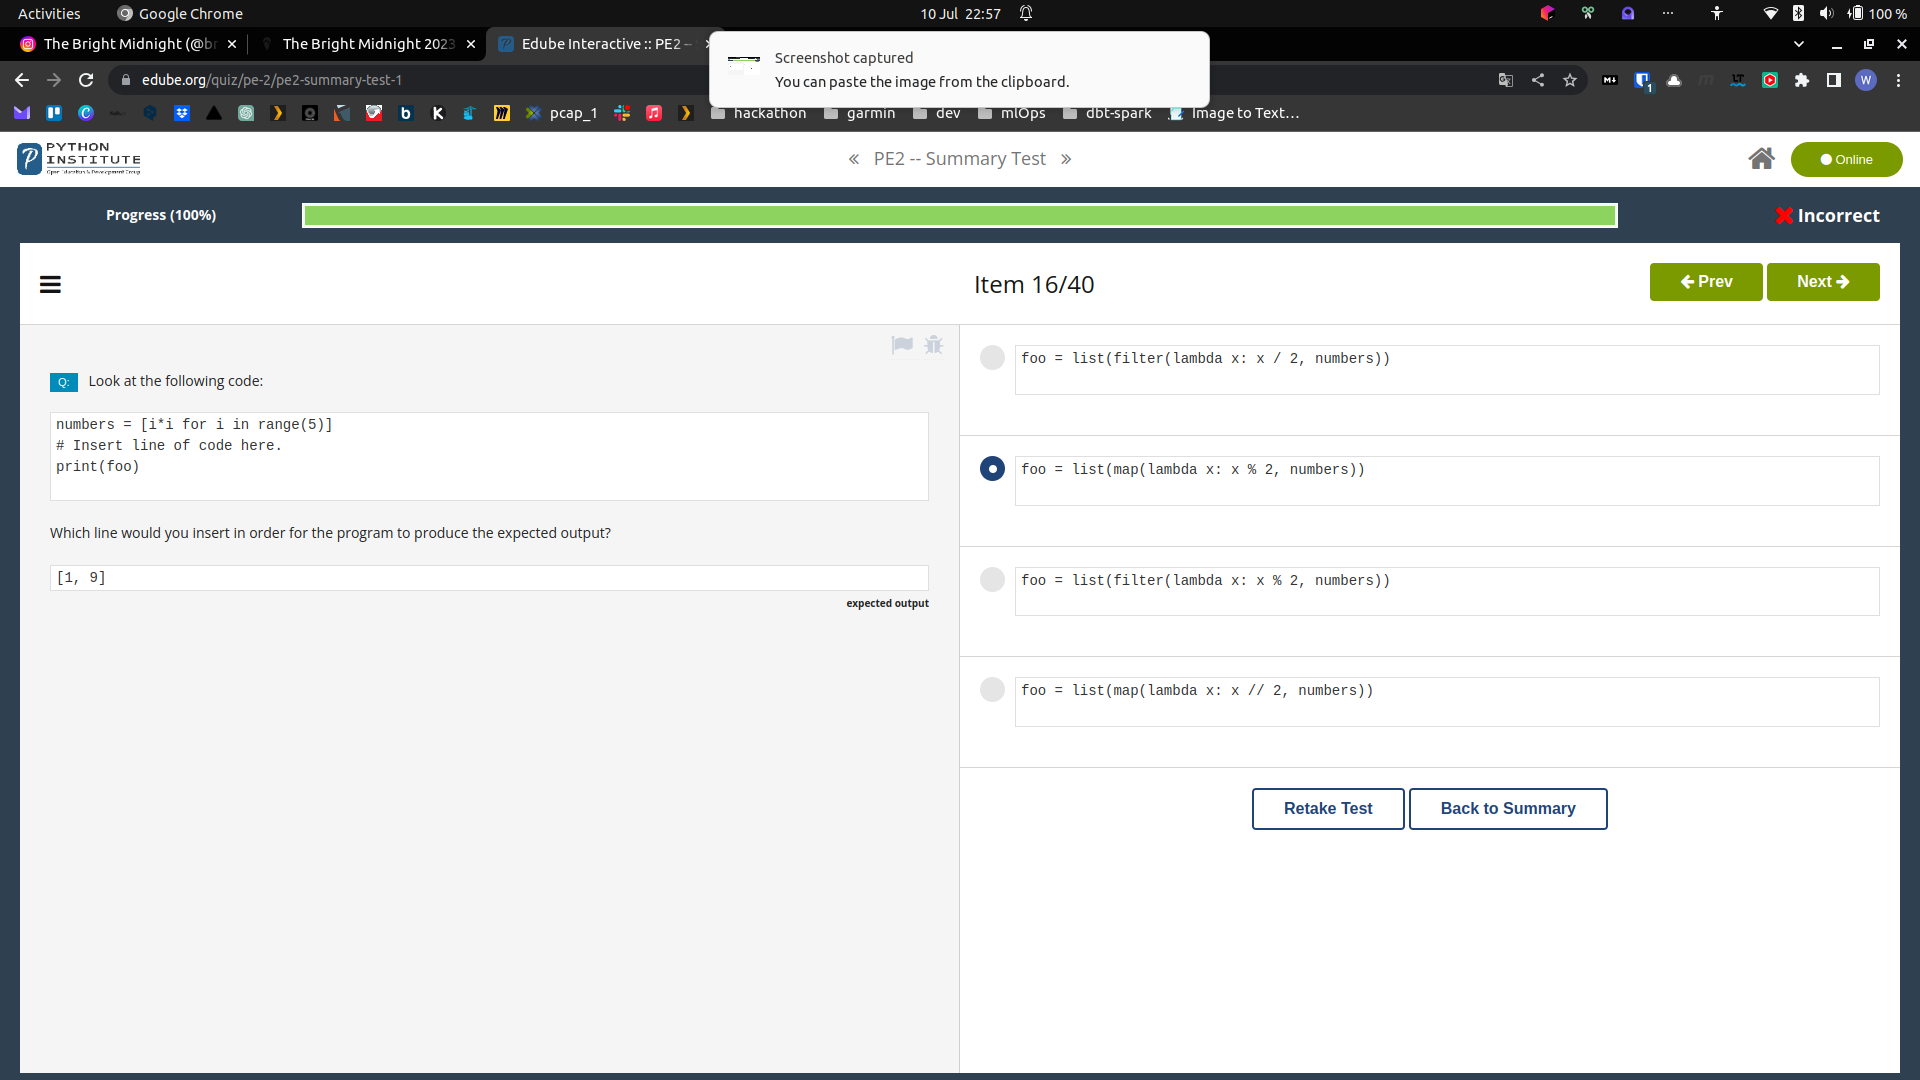 Activities
Google Chrome
10 Jul 22:57
100 %
The Bright Midnight (@br
The Bright Midnight 2023
Edube Interactive :: PE2 –
Screenshot captured
You can paste the image from the clipboard.
edube.org/quiz/pe-2/pe2-summary-test-1
pcap_1
hackathon
garmin
dev
mlOps
dbt-spark
Image to Text…
PYTHON
INSTITUTE
Open Education & Development Group
« PE2 -- Summary Test »
Online
Progress (100%)
Incorrect
Item 16/40
Prev
Next
Q: Look at the following code:
numbers = [i*i for i in range(5)]
# Insert line of code here.
print(foo)
Which line would you insert in order for the program to produce the expected output?
[1, 9]
expected output
foo = list(filter(lambda x: x / 2, numbers))
foo = list(map(lambda x: x % 2, numbers))
foo = list(filter(lambda x: x % 2, numbers))
foo = list(map(lambda x: x // 2, numbers))
Retake Test
Back to Summary